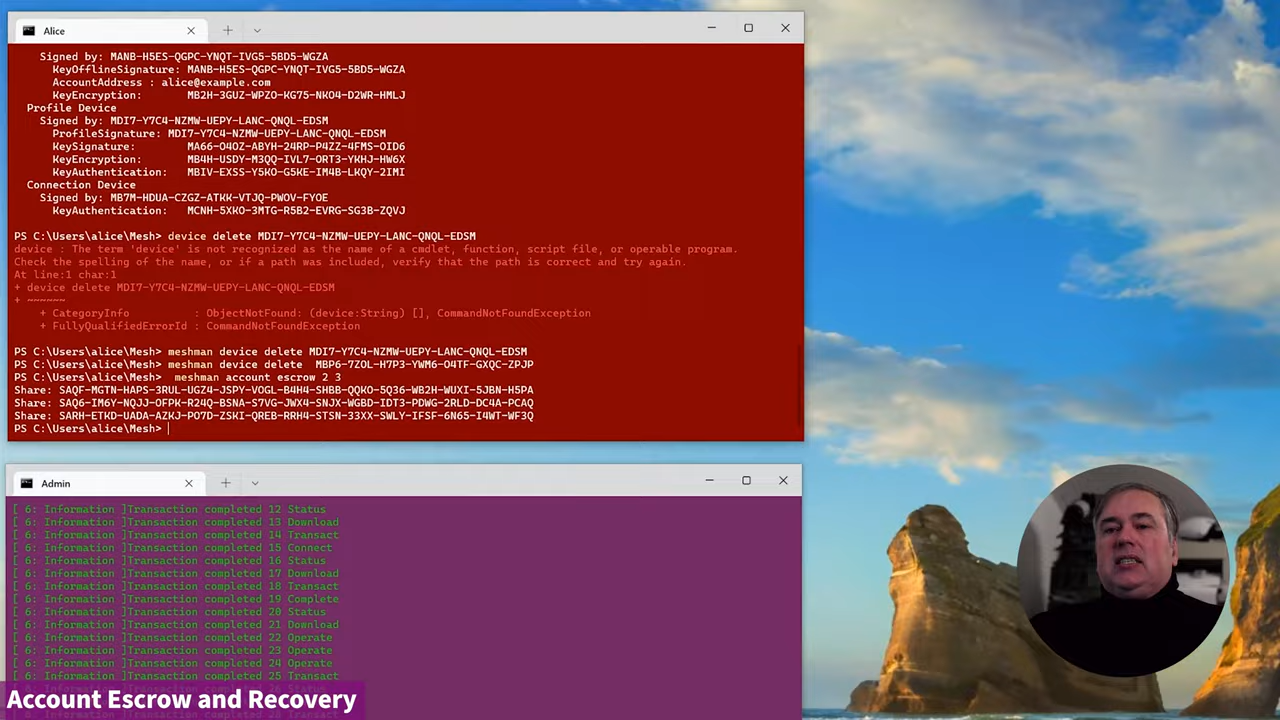 Alice
Signed by: MANB-H5ES-QGPC-YNQT-IVG5-5BD5-WGZA
KeyOfflineSignature: MANB-H5ES-QGPC-YNQT-IVG5-5BD5-WGZA
AccountAddress : alice@example.com
KeyEncryption: MB2H-3GUZ-WPZO-KG75-NKO4-D2WR-HMLJ
Profile Device
Signed by: MDI7-Y7C4-NZMW-UEPY-LANC-QNQL-EDSM
ProfileSignature: MDI7-Y7C4-NZMW-UEPY-LANC-QNQL-EDSM
KeySignature: MA66-O4OZ-ABYH-24RP-P4ZZ-4FMS-OID6
KeyEncryption: MB4H-USDY-M3QQ-IVL7-ORT3-YKHJ-HW6X
KeyAuthentication: MBIV-EXSS-Y5KO-G5KE-IM4B-LKQY-2IMI
Connection Device
Signed by: MB7M-HDUA-CZGZ-ATKK-VTJQ-PWOV-FYOE
KeyAuthentication: MCNH-5XKO-3MTG-R5B2-EVRG-SG3B-ZQVJ
PS C:\Users\alice\Mesh> device delete MDI7-Y7C4-NZMW-UEPY-LANC-QNQL-EDSM
device : The term 'device' is not recognized as the name of a cmdlet, function, script file, or operable program.
Check the spelling of the name, or if a path was included, verify that the path is correct and try again.
At line:1 char:1
+ device delete MDI7-Y7C4-NZMW-UEPY-LANC-QNQL-EDSM
+ ~~~~~~
+ CategoryInfo : ObjectNotFound: (device:String) [], CommandNotFoundException
+ FullyQualifiedErrorId : CommandNotFoundException
PS C:\Users\alice\Mesh> meshman device delete MDI7-Y7C4-NZMW-UEPY-LANC-QNQL-EDSM
PS C:\Users\alice\Mesh> meshman device delete  MBP6-7ZOL-H7P3-YWM6-O4TF-GXQC-ZPJP
PS C:\Users\alice\Mesh>  meshman account escrow 2 3
Share: SAQF-MGTN-HAPS-3RUL-UGZ4-JSPY-VOGL-B4H4-SHBB-QQKO-5Q36-WB2H-WUXI-5JBN-H5PA
Share: SAQ6-IM6Y-NQJJ-OFPK-R24Q-BSNA-S7VG-JWX4-SNJX-WGBD-IDT3-PDWG-2RLD-DC4A-PCAQ
Share: SARH-ETKD-UADA-AZKJ-PO7D-ZSKI-QREB-RRH4-STSN-33XX-SWLY-IFSF-6N65-I4WT-WF3Q
PS C:\Users\alice\Mesh>
Admin
[ 6: Information ]Transaction completed 12 Status
[ 6: Information ]Transaction completed 13 Download
[ 6: Information ]Transaction completed 14 Transact
[ 6: Information ]Transaction completed 15 Connect
[ 6: Information ]Transaction completed 16 Status
[ 6: Information ]Transaction completed 17 Download
[ 6: Information ]Transaction completed 18 Transact
[ 6: Information ]Transaction completed 19 Complete
[ 6: Information ]Transaction completed 20 Status
[ 6: Information ]Transaction completed 21 Download
[ 6: Information ]Transaction completed 22 Operate
[ 6: Information ]Transaction completed 23 Operate
[ 6: Information ]Transaction completed 24 Operate
[ 6: Information ]Transaction completed 25 Transact
Account Escrow and Recovery